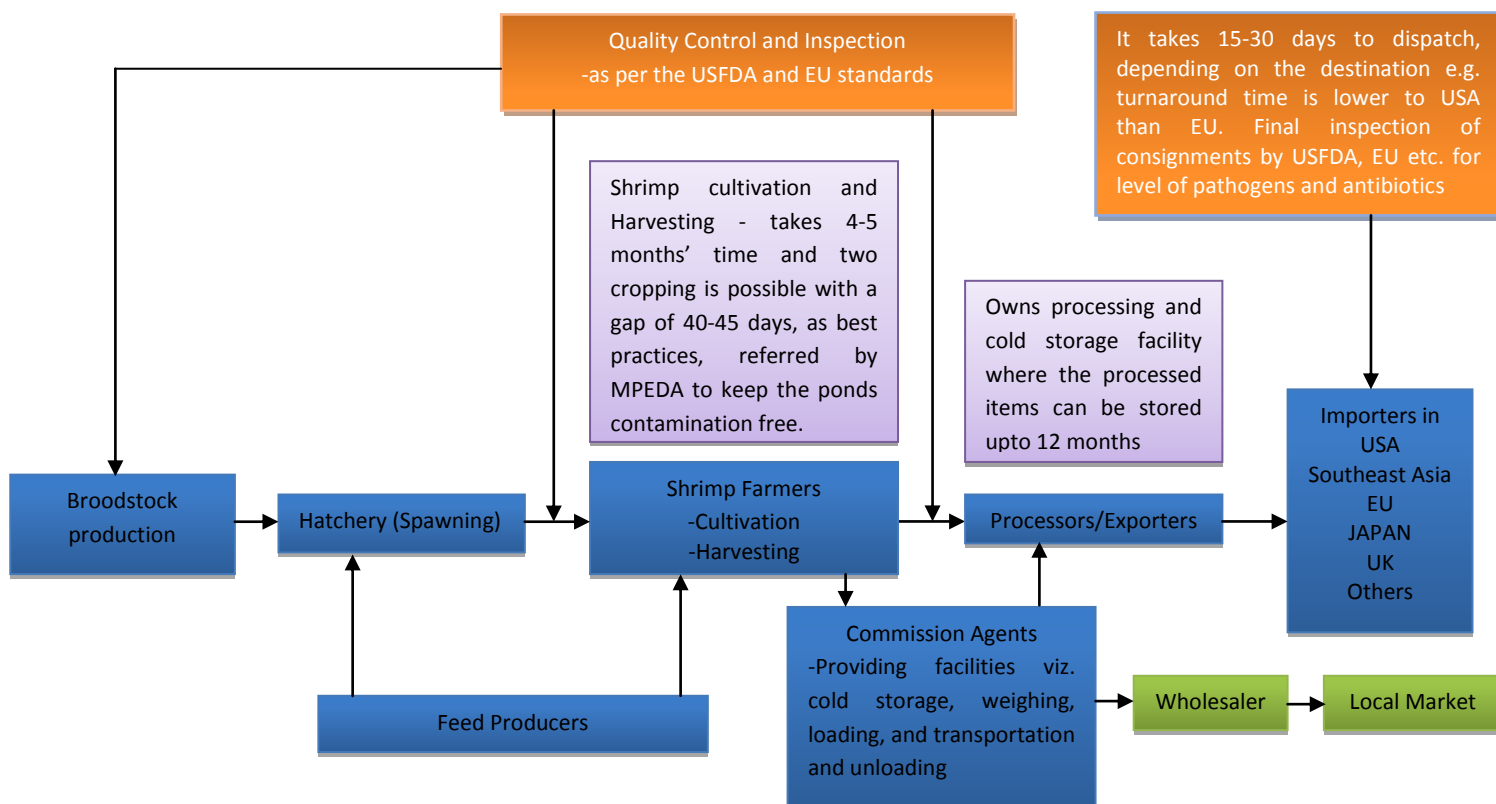 Quality Control and Inspection
-as per the USFDA and EU standards
It takes 15-30 days to dispatch,
depending on the destination e.g.
turnaround time is lower to USA
than EU. Final inspection of
consignments by USFDA, EU etc. for
level of pathogens and antibiotics
Shrimp cultivation and
Harvesting - takes 4-5
months’ time and two
cropping is possible with a
gap of 40-45 days, as best
practices, referred by
MPEDA to keep the ponds
contamination free.
Owns processing and
cold storage facility
where the processed
items can be stored
upto 12 months
Broodstock
production
Hatchery (Spawning)
Shrimp Farmers
-Cultivation
-Harvesting
Processors/Exporters
Importers in
USA
Southeast Asia
EU
JAPAN
UK
Others
Feed Producers
Commission Agents
-Providing facilities viz.
cold storage, weighing,
loading, and transportation
and unloading
Wholesaler
Local Market